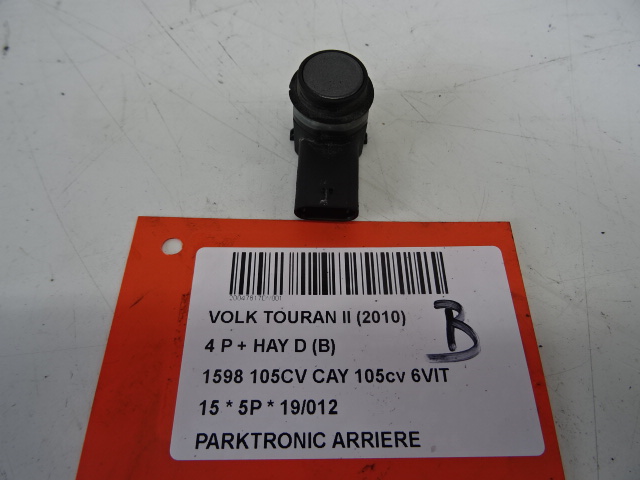 VOLK TOURAN II (2010)
4 P + HAY D (B)
1598 105CV CAY 105cv 6VIT
15 * 5P * 19/012
PARKTRONIC ARRIERE
B